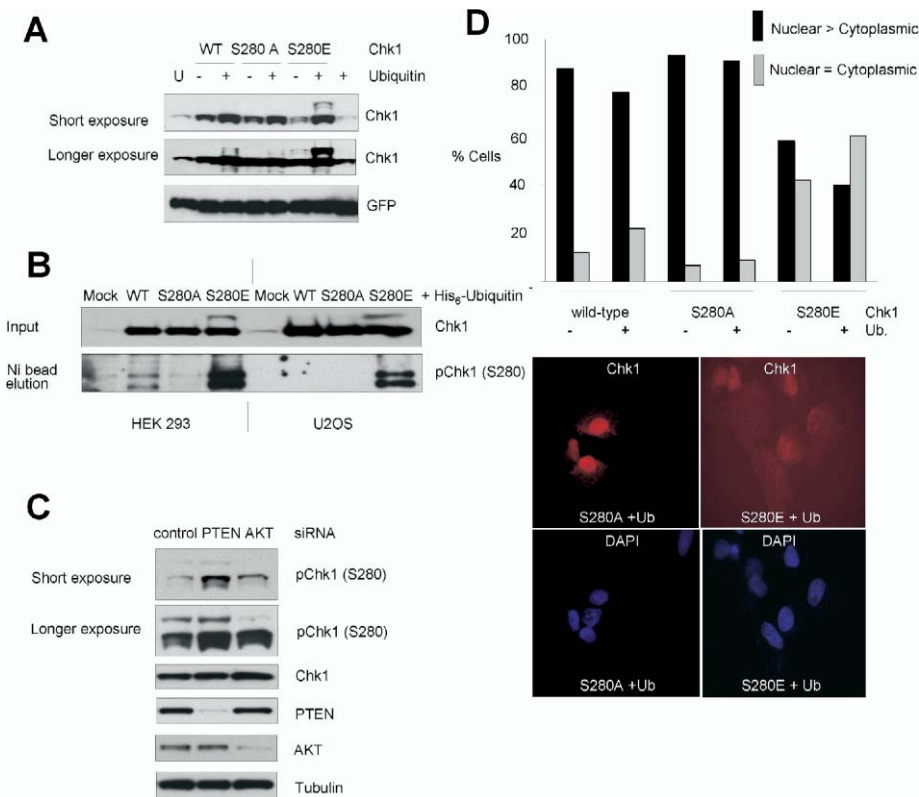 A
WT S280 A S280E Chk1
U - + - + - + + Ubiquitin
Short exposure Chk1
Longer exposure Chk1
GFP
B
Mock WT S280A S280E Mock WT S280A S280E + His6-Ubiquitin
Input Chk1
Ni bead elution pChk1 (S280)
HEK 293 U2OS
C
control PTEN AKT siRNA
Short exposure pChk1 (S280)
Longer exposure pChk1 (S280)
Chk1
PTEN
AKT
Tubulin
D
Nuclear > Cytoplasmic
Nuclear = Cytoplasmic
100
80
60
% Cells
40
20
-
wild-type S280A S280E Chk1
- + - + - + Ub.
Chk1 Chk1
S280A +Ub S280E + Ub
DAPI DAPI
S280A +Ub S280E + Ub